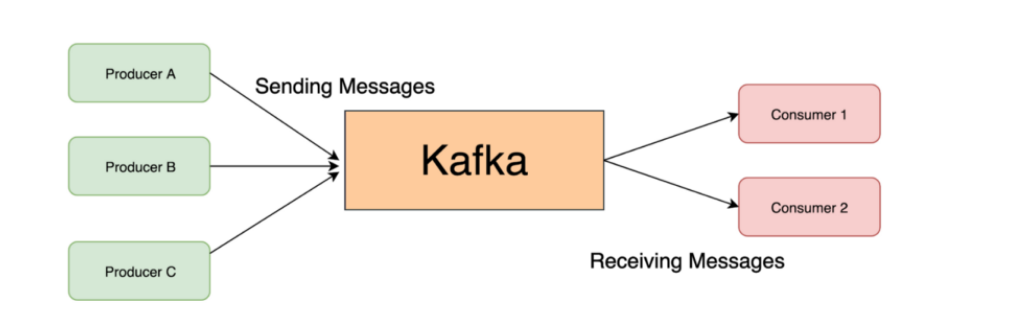 Producer A
Sending Messages
Consumer 1
Kafka
Producer B
Consumer 2
Receiving Messages
Producer C